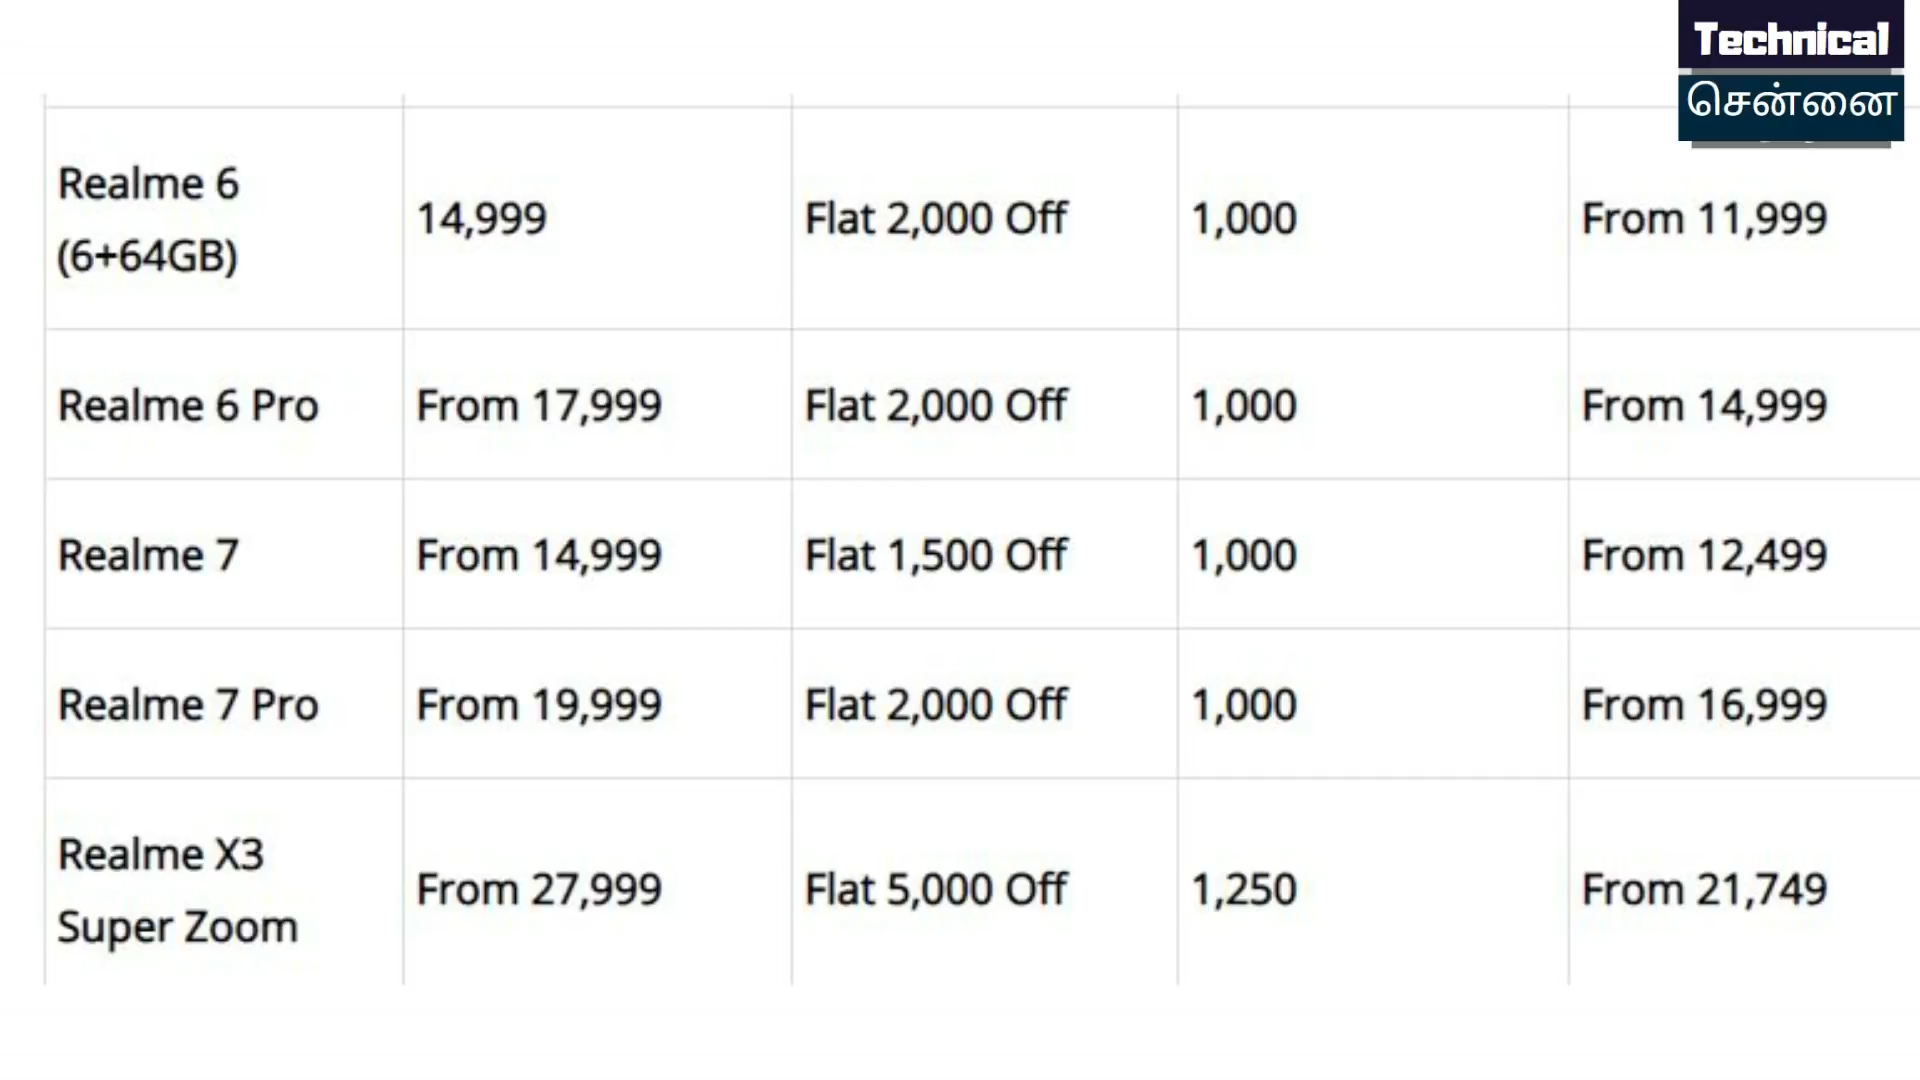 Technical
சென்னை
Realme 6
(6+64GB)
14,999
Flat 2,000 Off
1,000
From 11,999
Realme 6 Pro
From 17,999
Flat 2,000 Off
1,000
From 14,999
Realme 7
From 14,999
Flat 1,500 Off
1,000
From 12,499
Realme 7 Pro
From 19,999
Flat 2,000 Off
1,000
From 16,999
Realme X3
Super Zoom
From 27,999
Flat 5,000 Off
1,250
From 21,749